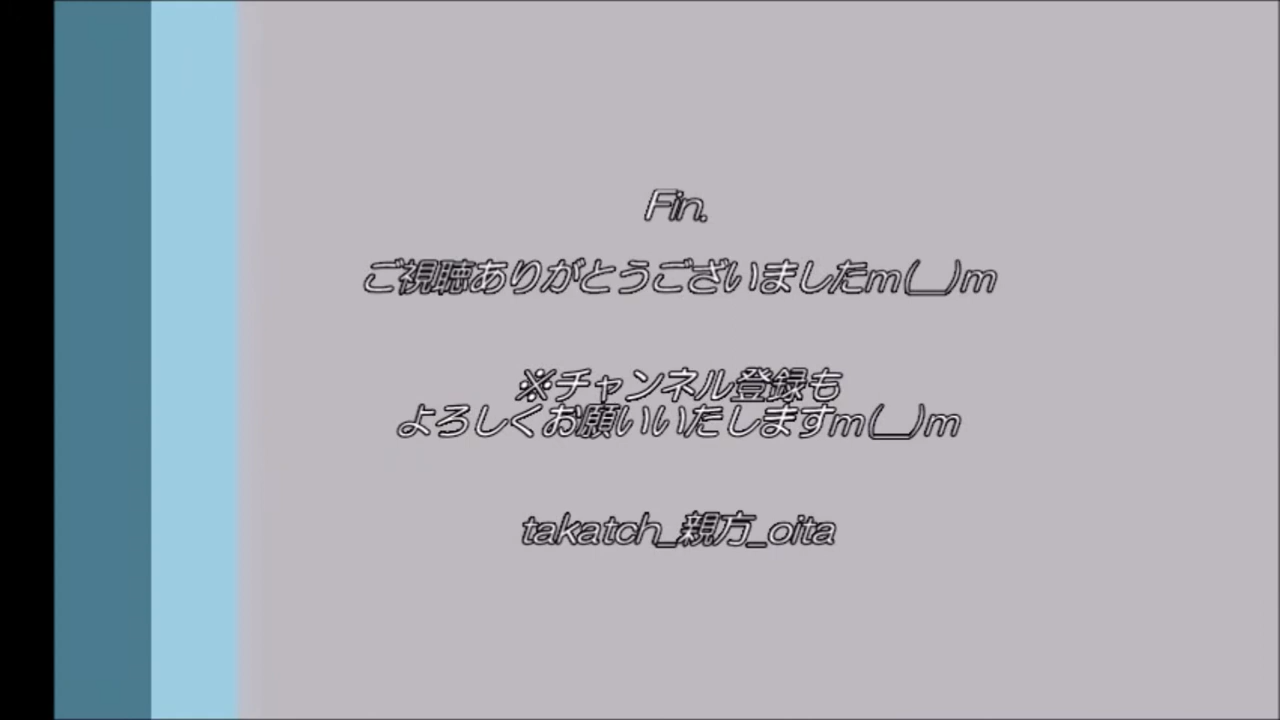 Fin.
ご視聴ありがとうございましたm(__)m
※チャンネル登録も
よろしくお願いいたしますm(__)m
takatch_親方_oita